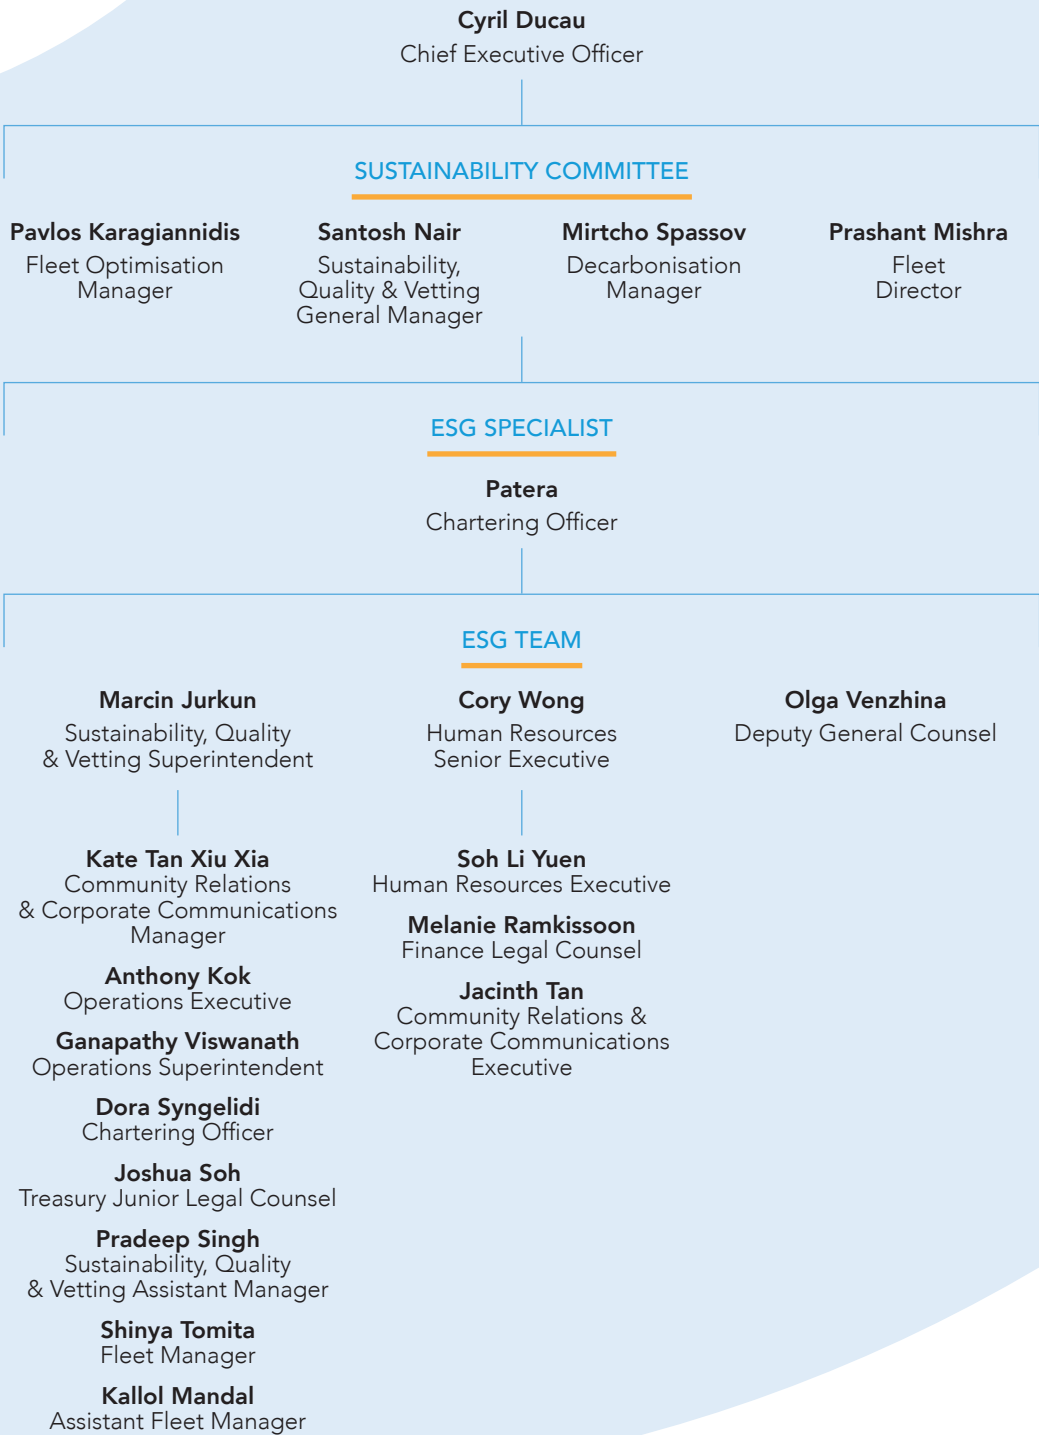 Cyril Ducau
Chief Executive Officer
SUSTAINABILITY COMMITTEE
Pavlos Karagiannidis
Fleet Optimisation
Manager
Santosh Nair
Sustainability,
Quality & Vetting
General Manager
Mirtcho Spassov
Decarbonisation
Manager
Prashant Mishra
Fleet
Director
ESG SPECIALIST
Patera
Chartering Officer
ESG TEAM
Marcin Jurkun
Sustainability, Quality
& Vetting Superintendent
Kate Tan Xiu Xia
Community Relations
& Corporate Communications
Manager
Anthony Kok
Operations Executive
Ganapathy Viswanath
Operations Superintendent
Dora Syngelidi
Chartering Officer
Joshua Soh
Treasury Junior Legal Counsel
Pradeep Singh
Sustainability, Quality
& Vetting Assistant Manager
Shinya Tomita
Fleet Manager
Kallol Mandal
Assistant Fleet Manager
Cory Wong
Human Resources
Senior Executive
Soh Li Yuen
Human Resources Executive
Melanie Ramkissoon
Finance Legal Counsel
Jacinth Tan
Community Relations &
Corporate Communications
Executive
Olga Venzhina
Deputy General Counsel